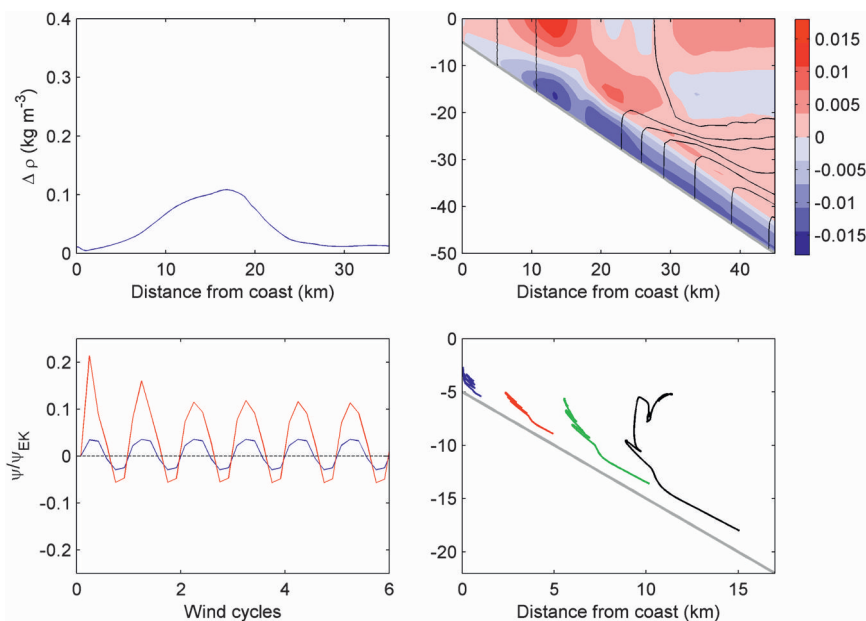 0.4
0.3
0.2
0.1
0
Δ ρ (kg m⁻³)
0 10 20 30
Distance from coast (km)
0
-10
-20
-30
-40
-50
0 10 20 30 40
Distance from coast (km)
0.015
0.01
0.005
0
-0.005
-0.01
-0.015
0.2
0.1
0
-0.1
-0.2
ψ/ψEK
0 2 4 6
Wind cycles
0
-5
-10
-15
-20
0 5 10 15
Distance from coast (km)